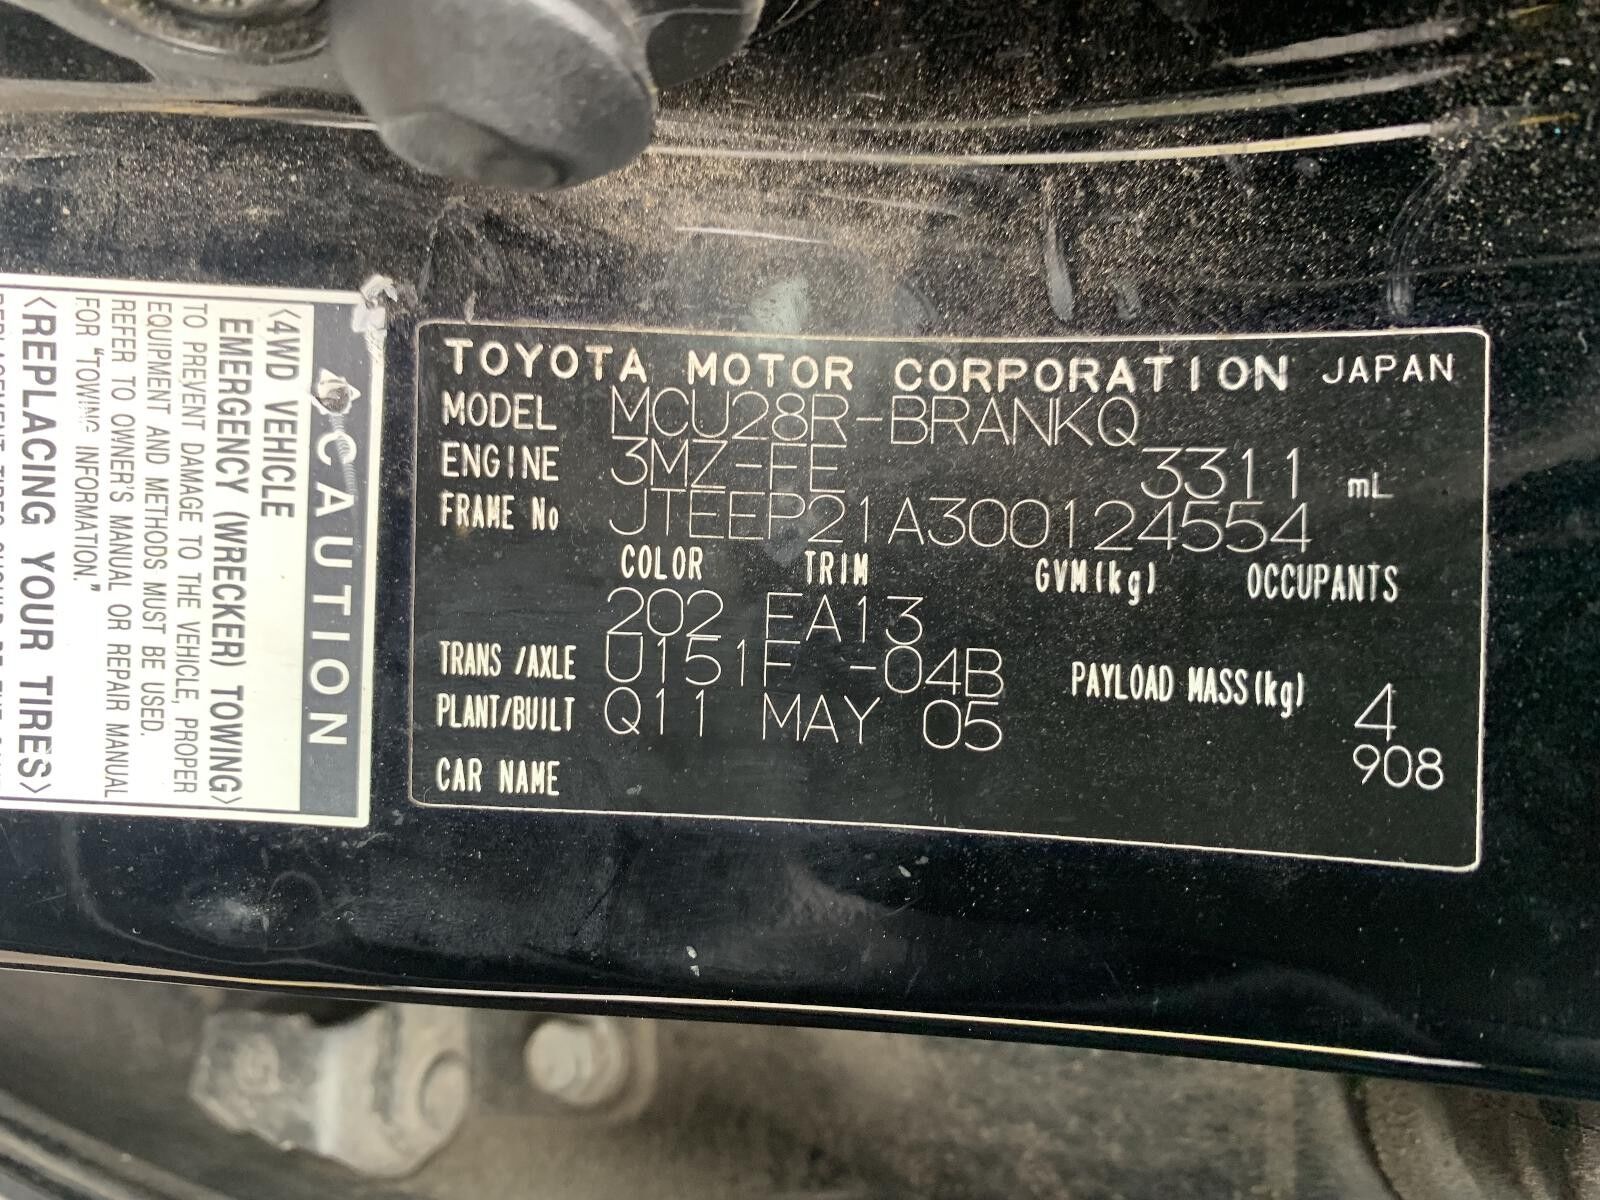 TOYOTA MOTOR CORPORATION JAPAN
MODEL MCU28R-BRANKQ
ENGINE 3MZ-FE 3311 mL
FRAME No JTEEP21A300124554
COLOR TRIM GVM(kg) OCCUPANTS
202 EA13
TRANS/AXLE U151F -04B PAYLOAD MASS(kg) 4
PLANT/BUILT Q11 MAY 05 908
CAR NAME
CAUTION
<4WD VEHICLE
EMERGENCY (WRECKER) TOWING>
TO PREVENT DAMAGE TO THE VEHICLE, PROPER
EQUIPMENT AND METHODS MUST BE USED.
REFER TO OWNER'S MANUAL OR REPAIR MANUAL
FOR "TOWING INFORMATION."
<REPLACING YOUR TIRES>